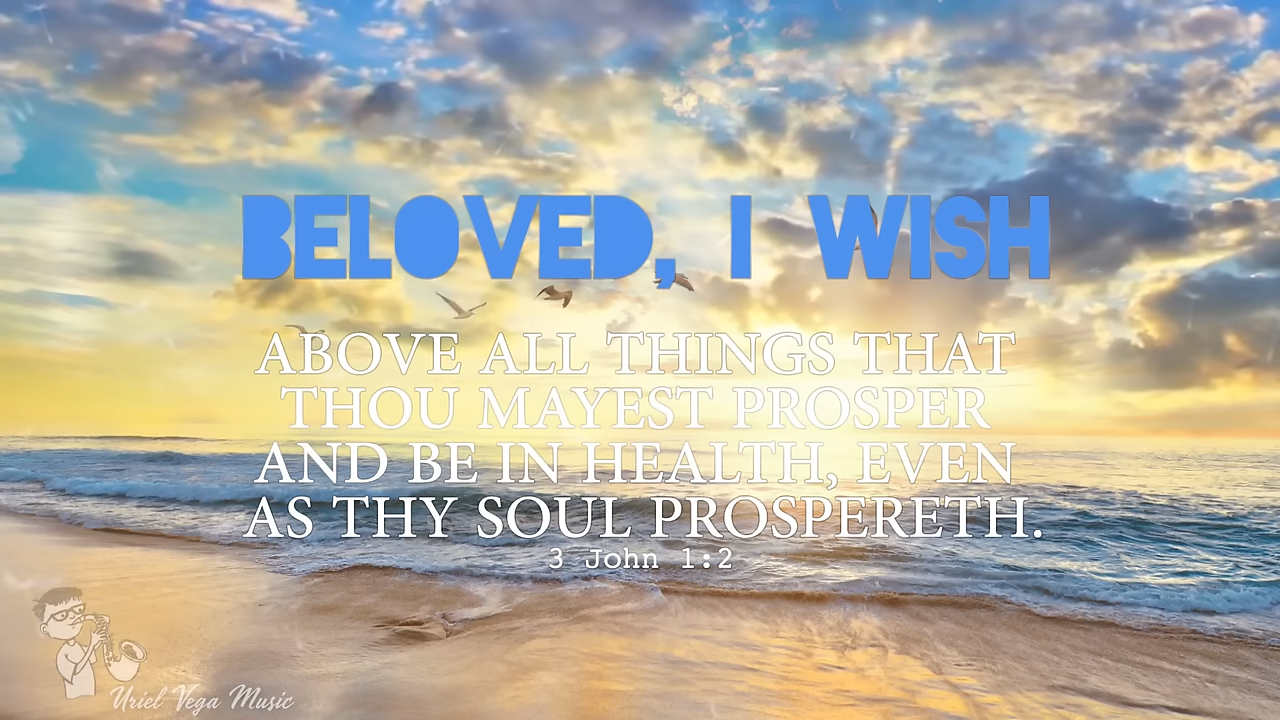 BELOVED, I WISH
ABOVE ALL THINGS THAT
THOU MAYEST PROSPER
AND BE IN HEALTH, EVEN
AS THY SOUL PROSPERETH.
3 John 1:2
Uriel Vega Music